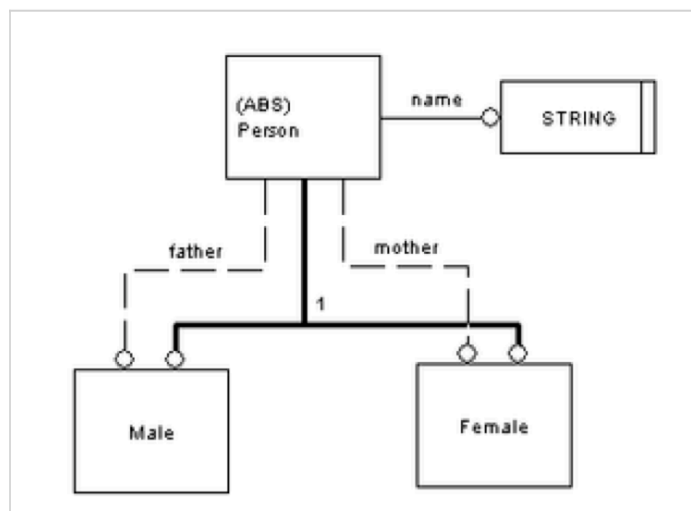 (ABS)
Person
name
STRING
father
mother
1
Male
Female